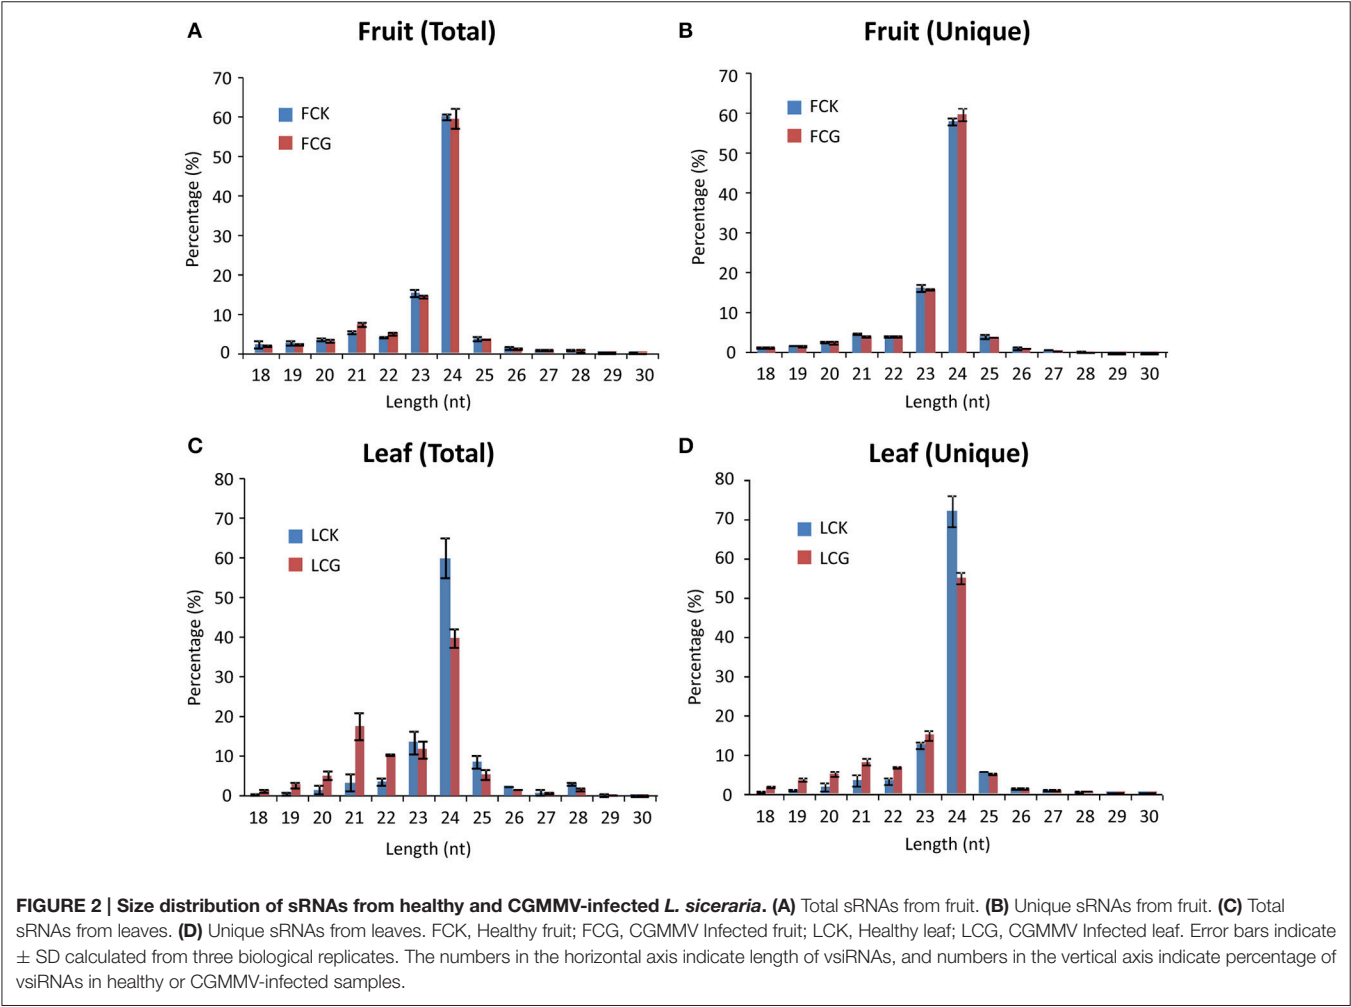 A
Fruit (Total)
70
60
50
40
30
20
10
0
Percentage (%)
FCK
FCG
18 19 20 21 22 23 24 25 26 27 28 29 30
Length (nt)
B
Fruit (Unique)
70
60
50
40
30
20
10
0
Percentage (%)
FCK
FCG
18 19 20 21 22 23 24 25 26 27 28 29 30
Length (nt)
C
Leaf (Total)
80
70
60
50
40
30
20
10
0
Percentage (%)
LCK
LCG
18 19 20 21 22 23 24 25 26 27 28 29 30
Length (nt)
D
Leaf (Unique)
80
70
60
50
40
30
20
10
0
Percentage (%)
LCK
LCG
18 19 20 21 22 23 24 25 26 27 28 29 30
Length (nt)
FIGURE 2 | Size distribution of sRNAs from healthy and CGMMV-infected L. siceraria. (A) Total sRNAs from fruit. (B) Unique sRNAs from fruit. (C) Total
sRNAs from leaves. (D) Unique sRNAs from leaves. FCK, Healthy fruit; FCG, CGMMV Infected fruit; LCK, Healthy leaf; LCG, CGMMV Infected leaf. Error bars indicate
± SD calculated from three biological replicates. The numbers in the horizontal axis indicate length of vsiRNAs, and numbers in the vertical axis indicate percentage of
vsiRNAs in healthy or CGMMV-infected samples.